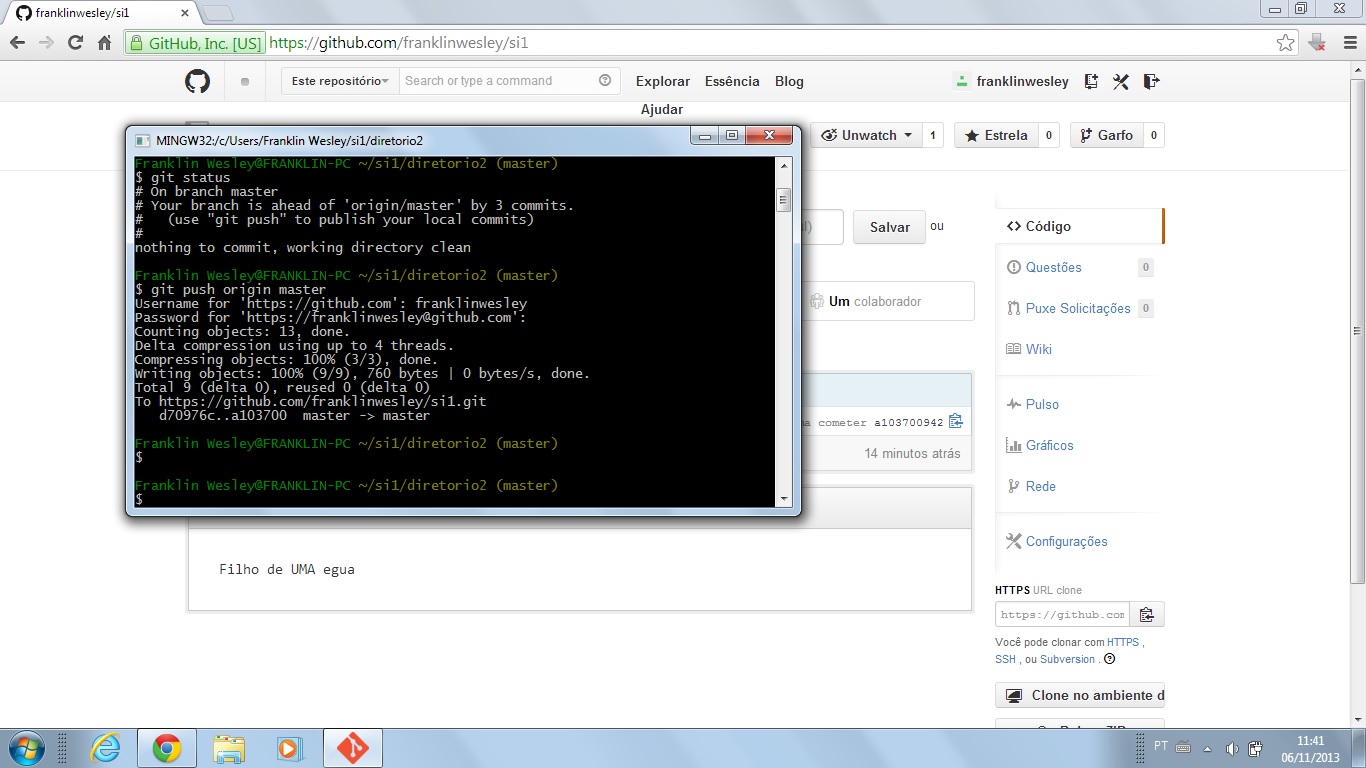 franklinwesley/si1
GitHub, Inc. [US] https://github.com/franklinwesley/si1
Este repositório Search or type a command Explorar Essência Blog franklinwesley
Ajudar
Unwatch 1 Estrela 0 Garfo 0
MINGW32:/c/Users/Franklin Wesley/si1/diretorio2
Franklin Wesley@FRANKLIN-PC ~/si1/diretorio2 (master)
$ git status
# On branch master
# Your branch is ahead of 'origin/master' by 3 commits.
#   (use "git push" to publish your local commits)
#
nothing to commit, working directory clean
Franklin Wesley@FRANKLIN-PC ~/si1/diretorio2 (master)
$ git push origin master
Username for 'https://github.com': franklinwesley
Password for 'https://franklinwesley@github.com':
Counting objects: 13, done.
Delta compression using up to 4 threads.
Compressing objects: 100% (3/3), done.
Writing objects: 100% (9/9), 760 bytes | 0 bytes/s, done.
Total 9 (delta 0), reused 0 (delta 0)
To https://github.com/franklinwesley/si1.git
   d70976c..a103700  master -> master
Franklin Wesley@FRANKLIN-PC ~/si1/diretorio2 (master)
$
Franklin Wesley@FRANKLIN-PC ~/si1/diretorio2 (master)
$
Salvar ou
Um colaborador
cometer a103700942
14 minutos atrás
Filho de UMA egua
Código
Questões 0
Puxe Solicitações 0
Wiki
Pulso
Gráficos
Rede
Configurações
HTTPS URL clone
https://github.com
Você pode clonar com HTTPS ,
SSH , ou Subversion .
Clone no ambiente d
PT
11:41
06/11/2013